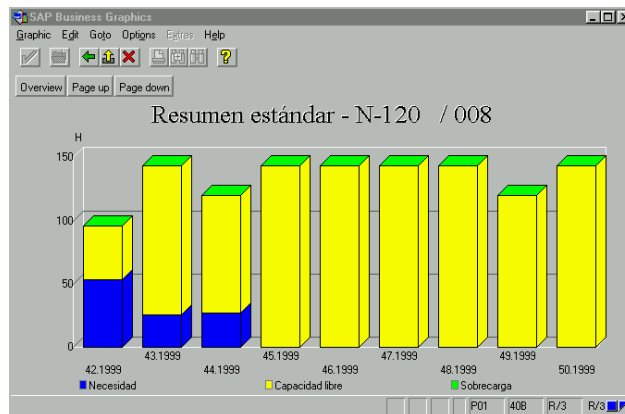 SAP Business Graphics
Graphic Edit Goto Options Extras Help
Overview Page up Page down
Resumen estándar - N-120 / 008
H
150
100
50
0
43.1999 45.1999 47.1999 49.1999
42.1999 44.1999 46.1999 48.1999 50.1999
Necesidad Capacidad libre Sobrecarga
P01 40B R/3 R/3